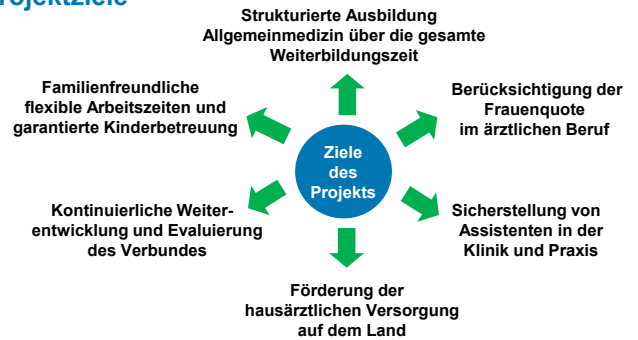 rojektziele
Strukturierte Ausbildung
Allgemeinmedizin über die gesamte
Weiterbildungszeit
Familienfreundliche
flexible Arbeitszeiten und
garantierte Kinderbetreuung
Berücksichtigung der
Frauenquote
im ärztlichen Beruf
Ziele
des
Projekts
Kontinuierliche Weiter-
entwicklung und Evaluierung
des Verbundes
Sicherstellung von
Assistenten in der
Klinik und Praxis
Förderung der
hausärztlichen Versorgung
auf dem Land